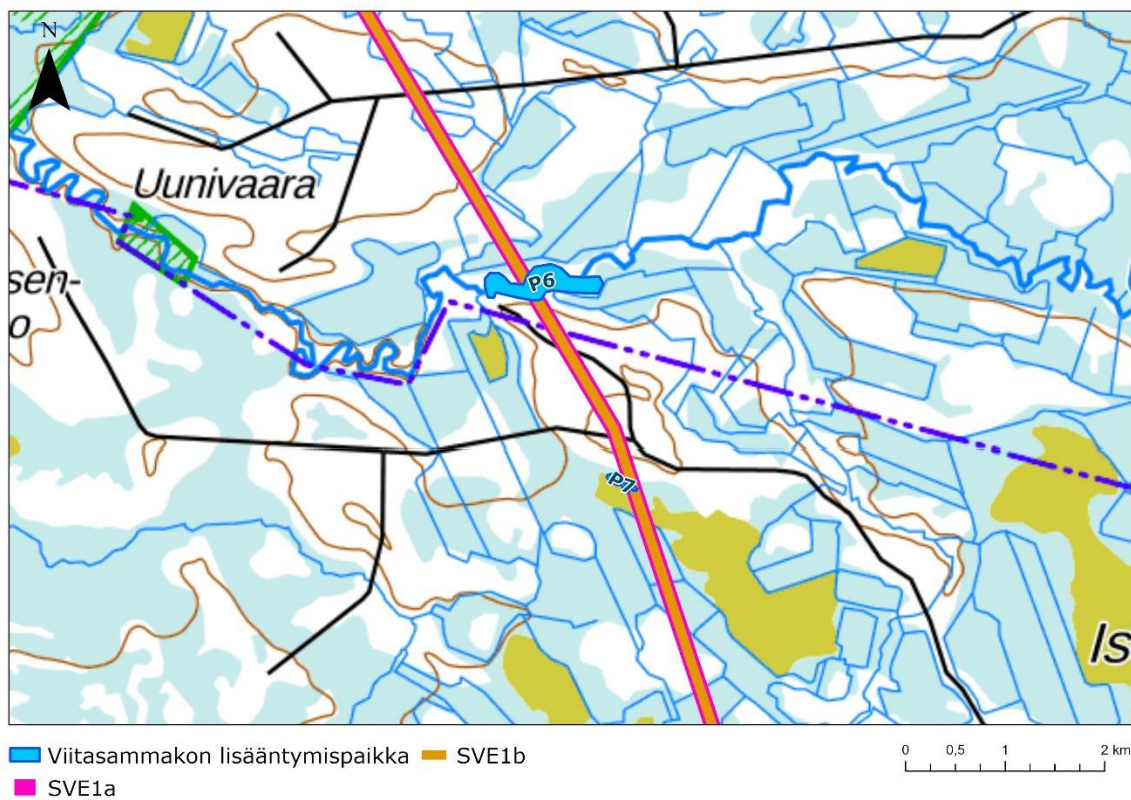 N
Uunivaara
sen-
o
P6
P7
Is
Viitasammakon lisääntymispaikka
SVE1b
SVE1a
0 0,5 1 2 km